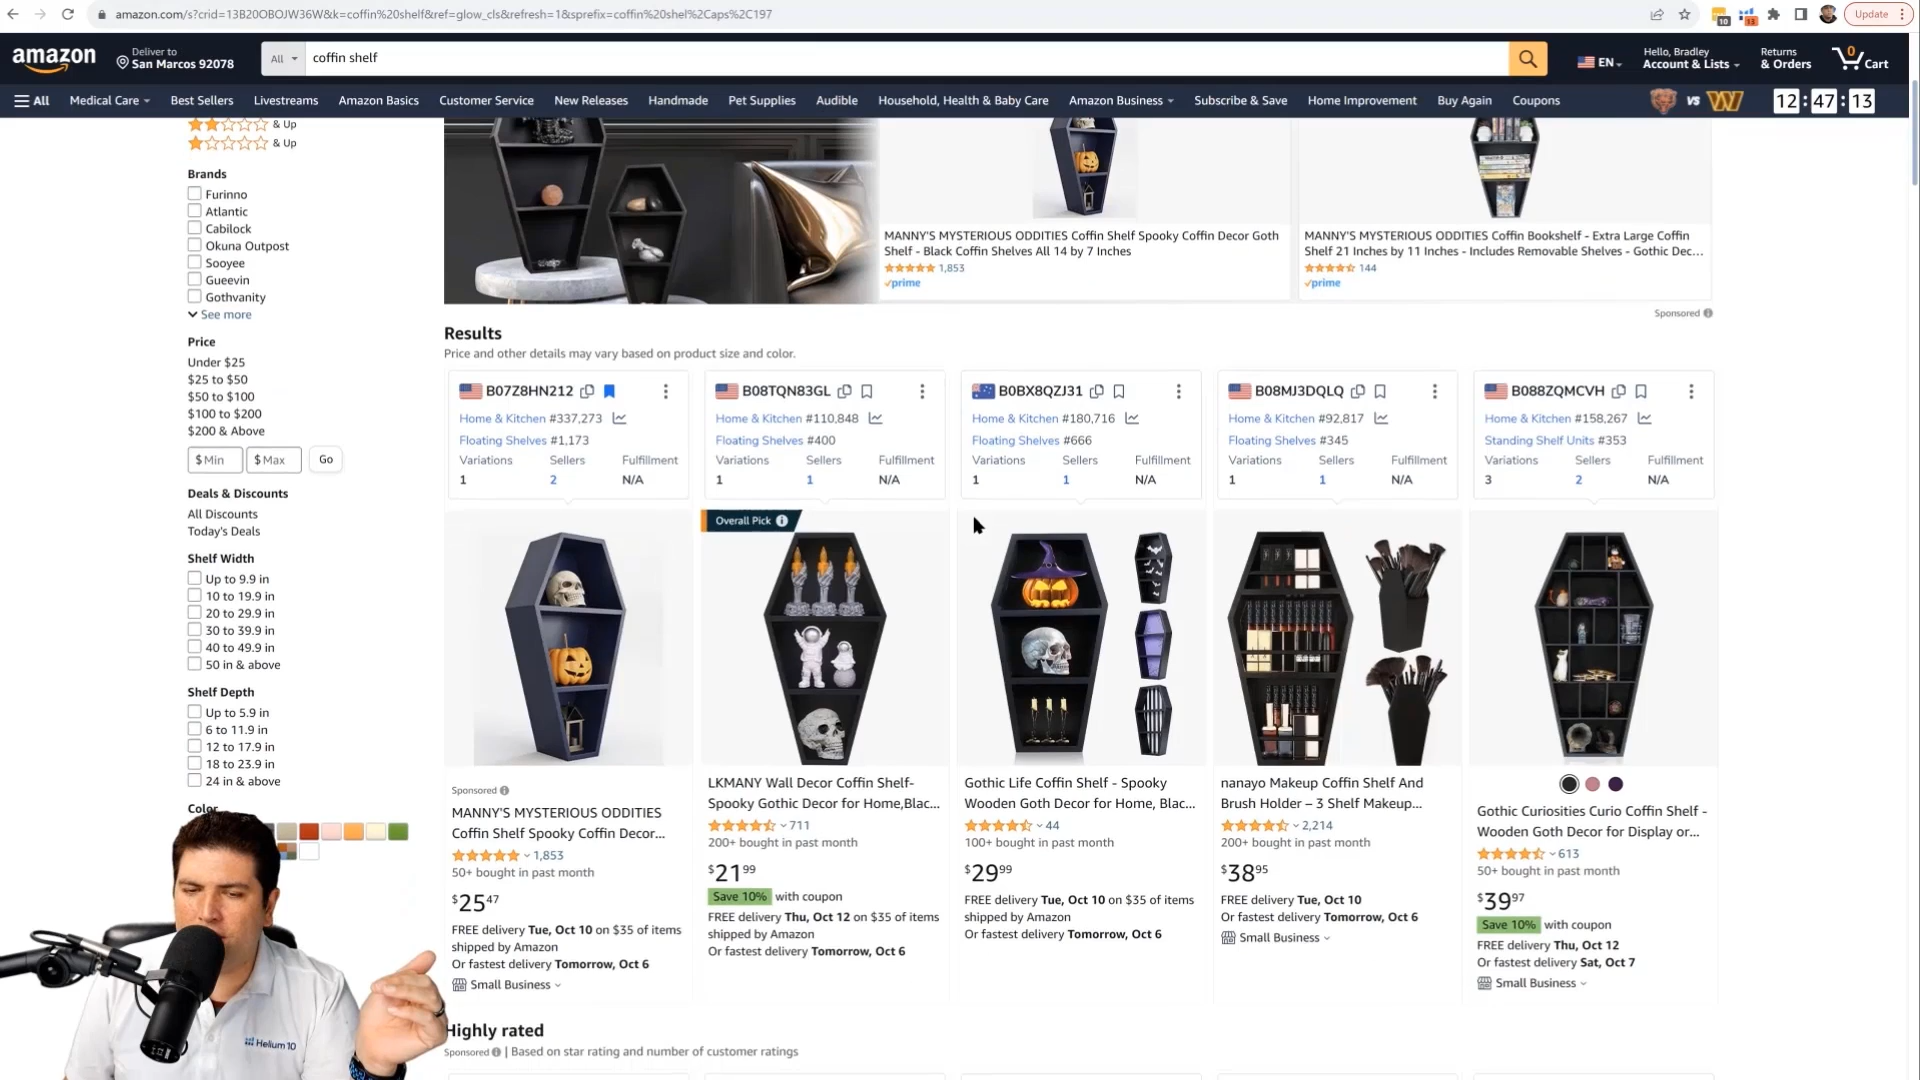 amazon.com/s?crid=13B20OBOJW36W&k=coffin%20shelf&ref=glow_cls&refresh=1&sprefix=coffin%20shel%2Caps%2C197
10
13
Update
amazon
Deliver to
San Marcos 92078
All
coffin shelf
EN
Hello, Bradley
Account & Lists
Returns
& Orders
0
Cart
All
Medical Care
Best Sellers
Livestreams
Amazon Basics
Customer Service
New Releases
Handmade
Pet Supplies
Audible
Household, Health & Baby Care
Amazon Business
Subscribe & Save
Home Improvement
Buy Again
Coupons
VS
12:47:13
& Up
& Up
Brands
Furinno
Atlantic
Cabilock
Okuna Outpost
Sooyee
Gueevin
Gothvanity
See more
Price
Under $25
$25 to $50
$50 to $100
$100 to $200
$200 & Above
$ Min
$ Max
Go
Deals & Discounts
All Discounts
Today's Deals
Shelf Width
Up to 9.9 in
10 to 19.9 in
20 to 29.9 in
30 to 39.9 in
40 to 49.9 in
50 in & above
Shelf Depth
Up to 5.9 in
6 to 11.9 in
12 to 17.9 in
18 to 23.9 in
24 in & above
Color
MANNY'S MYSTERIOUS ODDITIES Coffin Shelf Spooky Coffin Decor Goth
Shelf - Black Coffin Shelves All 14 by 7 Inches
1,853
prime
MANNY'S MYSTERIOUS ODDITIES Coffin Bookshelf - Extra Large Coffin
Shelf 21 Inches by 11 Inches - Includes Removable Shelves - Gothic Dec...
144
prime
Sponsored
Results
Price and other details may vary based on product size and color.
B07Z8HN212
Home & Kitchen #337,273
Floating Shelves #1,173
Variations Sellers Fulfillment
1 2 N/A
B08TQN83GL
Home & Kitchen #110,848
Floating Shelves #400
Variations Sellers Fulfillment
1 1 N/A
B0BX8QZJ31
Home & Kitchen #180,716
Floating Shelves #666
Variations Sellers Fulfillment
1 1 N/A
B08MJ3DQLQ
Home & Kitchen #92,817
Floating Shelves #345
Variations Sellers Fulfillment
1 1 N/A
B088ZQMCVH
Home & Kitchen #158,267
Standing Shelf Units #353
Variations Sellers Fulfillment
3 2 N/A
Sponsored
MANNY'S MYSTERIOUS ODDITIES
Coffin Shelf Spooky Coffin Decor...
1,853
50+ bought in past month
$25 47
FREE delivery Tue, Oct 10 on $35 of items
shipped by Amazon
Or fastest delivery Tomorrow, Oct 6
Small Business
Overall Pick
LKMANY Wall Decor Coffin Shelf-
Spooky Gothic Decor for Home,Blac...
711
200+ bought in past month
$21 99
Save 10% with coupon
FREE delivery Thu, Oct 12 on $35 of items
shipped by Amazon
Or fastest delivery Tomorrow, Oct 6
Gothic Life Coffin Shelf - Spooky
Wooden Goth Decor for Home, Blac...
44
100+ bought in past month
$29 99
FREE delivery Tue, Oct 10 on $35 of items
shipped by Amazon
Or fastest delivery Tomorrow, Oct 6
nanayo Makeup Coffin Shelf And
Brush Holder – 3 Shelf Makeup...
2,214
200+ bought in past month
$38 95
FREE delivery Tue, Oct 10
Or fastest delivery Tomorrow, Oct 6
Small Business
Gothic Curiosities Curio Coffin Shelf -
Wooden Goth Decor for Display or...
613
50+ bought in past month
$39 97
Save 10% with coupon
FREE delivery Thu, Oct 12
Or fastest delivery Sat, Oct 7
Small Business
Highly rated
Sponsored | Based on star rating and number of customer ratings
Helium 10